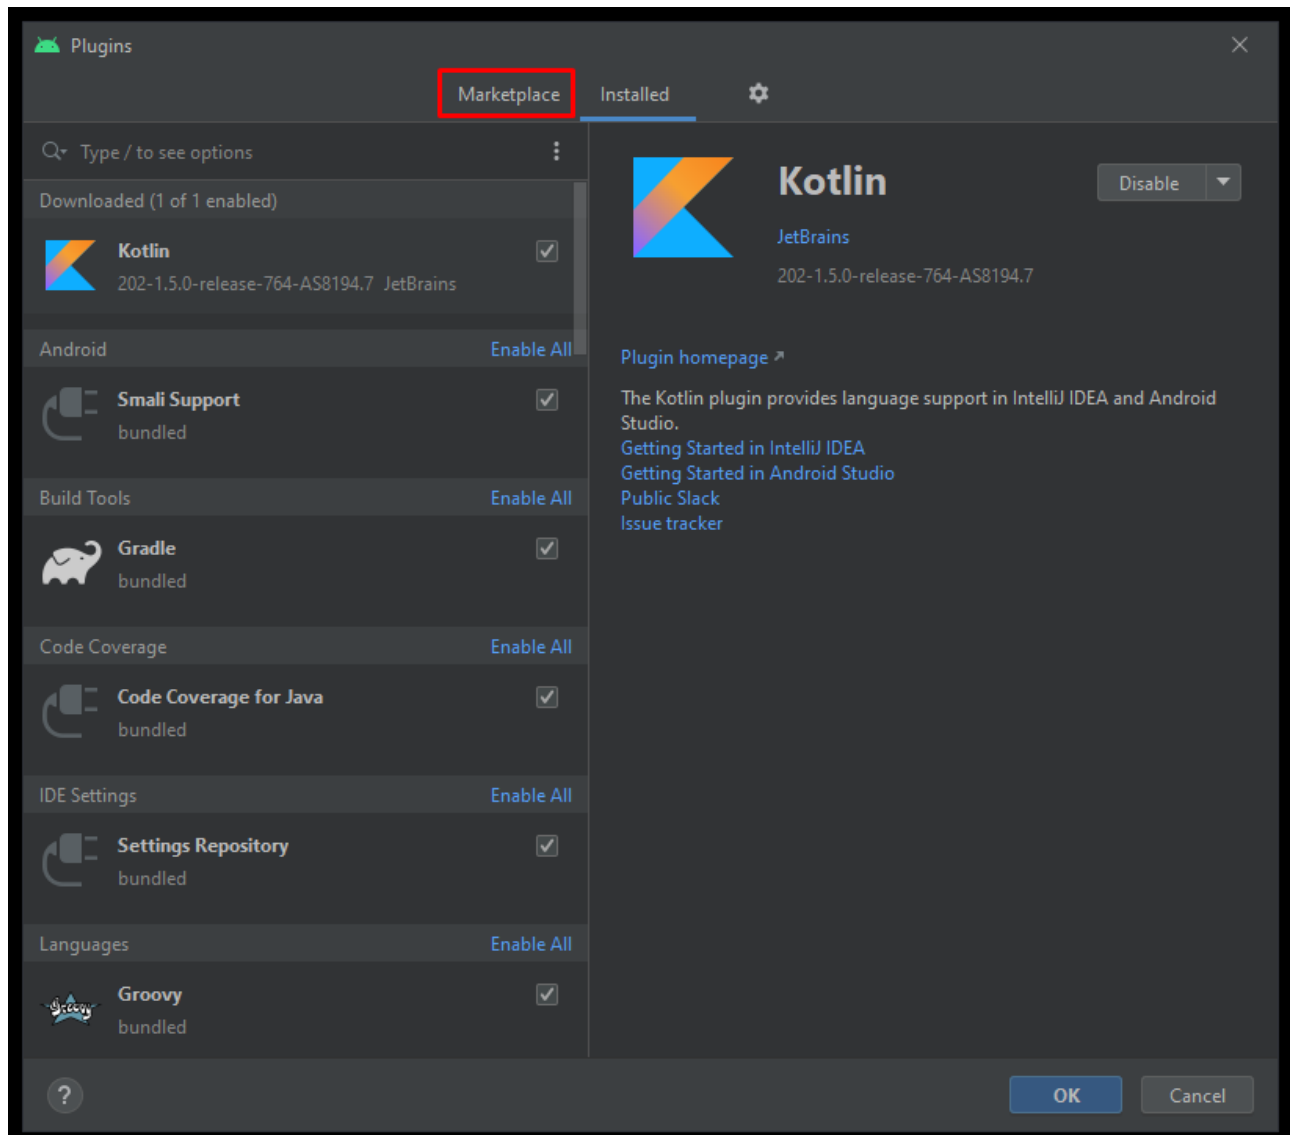 Plugins
Marketplace Installed
Type / to see options
Downloaded (1 of 1 enabled)
Kotlin
202-1.5.0-release-764-AS8194.7 JetBrains
Android Enable All
Smali Support
bundled
Build Tools Enable All
Gradle
bundled
Code Coverage Enable All
Code Coverage for Java
bundled
IDE Settings Enable All
Settings Repository
bundled
Languages Enable All
Groovy
bundled
Kotlin
Disable
JetBrains
202-1.5.0-release-764-AS8194.7
Plugin homepage
The Kotlin plugin provides language support in IntelliJ IDEA and Android
Studio.
Getting Started in IntelliJ IDEA
Getting Started in Android Studio
Public Slack
Issue tracker
?
OK Cancel